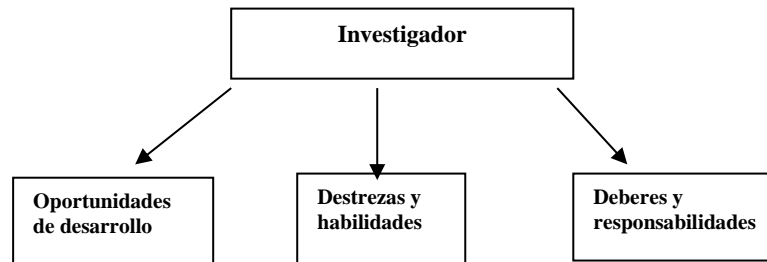 Investigador
Oportunidades
de desarrollo
Destrezas y
habilidades
Deberes y
responsabilidades